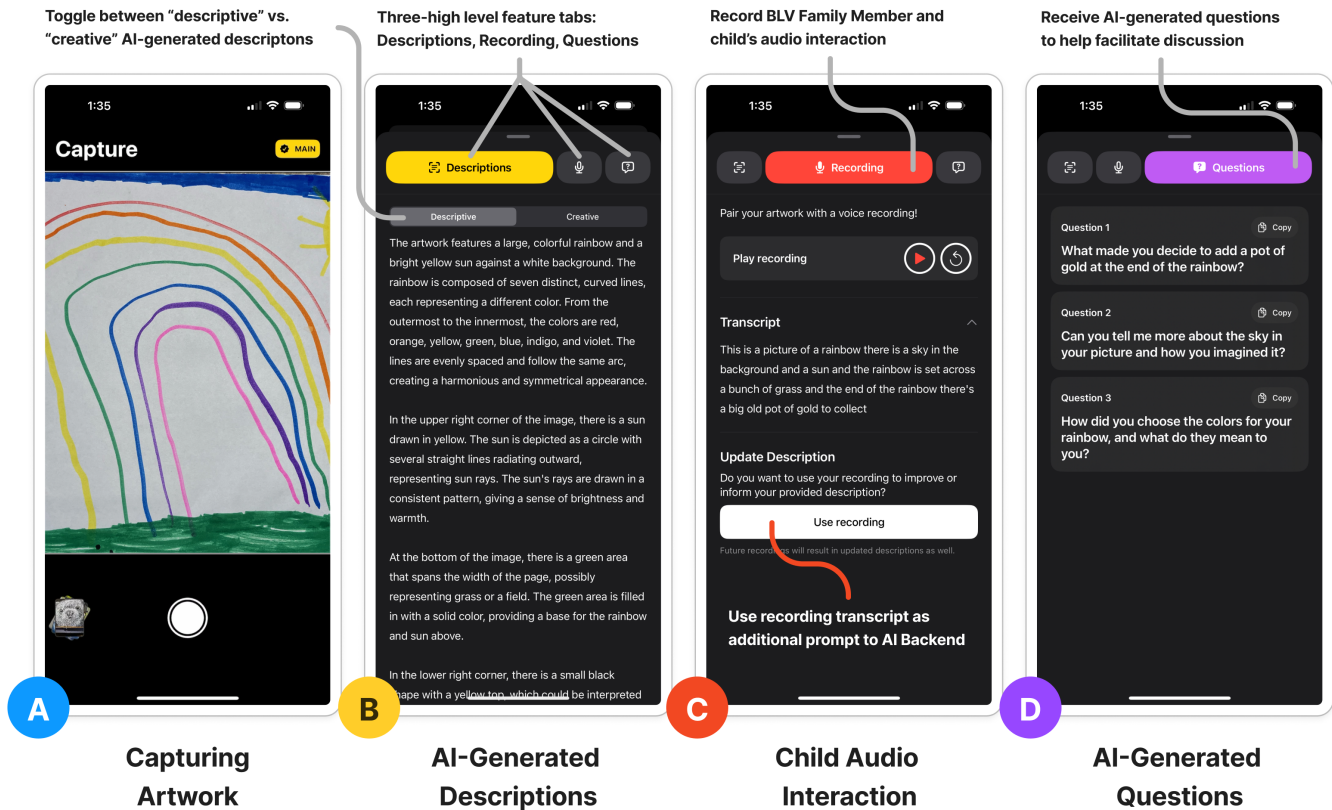 Toggle between “descriptive” vs.
“creative” AI-generated descriptons
Three-high level feature tabs:
Descriptions, Recording, Questions
Record BLV Family Member and
child’s audio interaction
Receive AI-generated questions
to help facilitate discussion
1:35
Capture
MAIN
A
Capturing
Artwork
1:35
Descriptions
Descriptive
Creative
The artwork features a large, colorful rainbow and a
bright yellow sun against a white background. The
rainbow is composed of seven distinct, curved lines,
each representing a different color. From the
outermost to the innermost, the colors are red,
orange, yellow, green, blue, indigo, and violet. The
lines are evenly spaced and follow the same arc,
creating a harmonious and symmetrical appearance.
In the upper right corner of the image, there is a sun
drawn in yellow. The sun is depicted as a circle with
several straight lines radiating outward,
representing sun rays. The sun's rays are drawn in a
consistent pattern, giving a sense of brightness and
warmth.
At the bottom of the image, there is a green area
that spans the width of the page, possibly
representing grass or a field. The green area is filled
in with a solid color, providing a base for the rainbow
and sun above.
In the lower right corner, there is a small black
shape with a yellow top, which could be interpreted
B
AI-Generated
Descriptions
1:35
Recording
Pair your artwork with a voice recording!
Play recording
Transcript
This is a picture of a rainbow there is a sky in the
background and a sun and the rainbow is set across
a bunch of grass and the end of the rainbow there's
a big old pot of gold to collect
Update Description
Do you want to use your recording to improve or
inform your provided description?
Use recording
Future recordings will result in updated descriptions as well.
Use recording transcript as
additional prompt to AI Backend
C
Child Audio
Interaction
1:35
Questions
Question 1
Copy
What made you decide to add a pot of
gold at the end of the rainbow?
Question 2
Copy
Can you tell me more about the sky in
your picture and how you imagined it?
Question 3
Copy
How did you choose the colors for your
rainbow, and what do they mean to
you?
D
AI-Generated
Questions